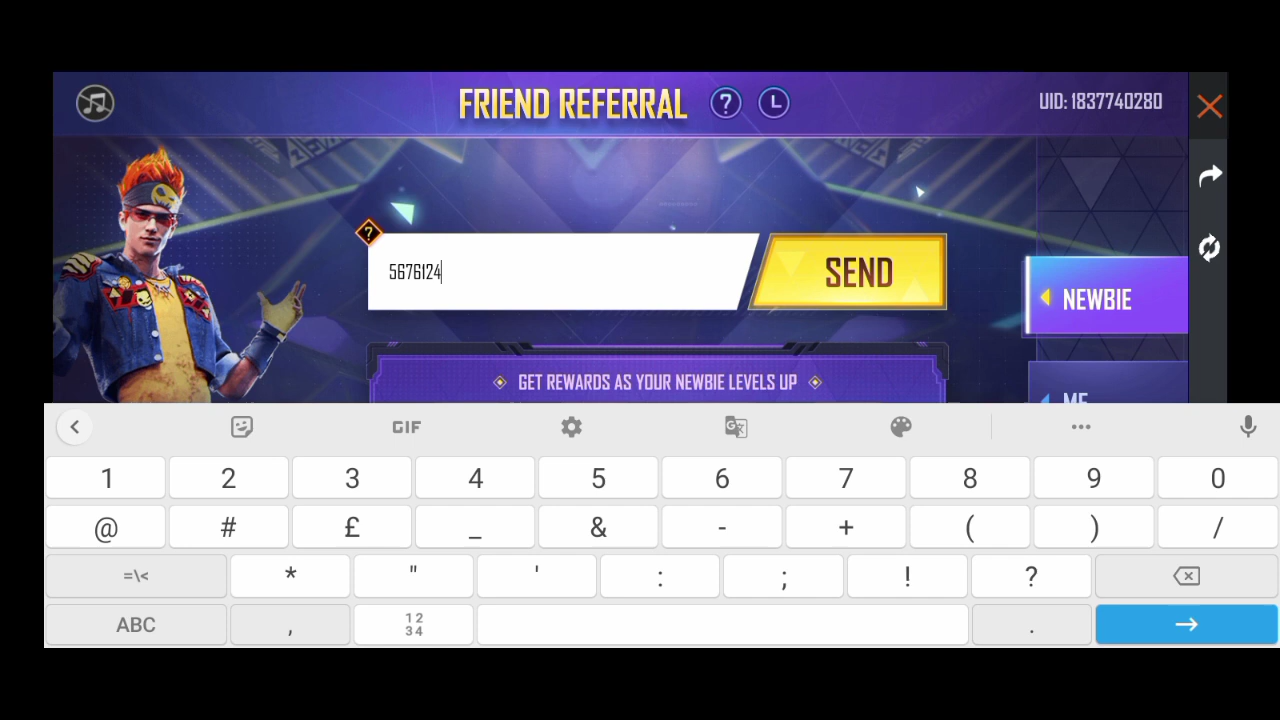 FRIEND REFERRAL ? UID: 1837740280
?
5676124 SEND
NEWBIE
GET REWARDS AS YOUR NEWBIE LEVELS UP
ME
GIF
1 2 3 4 5 6 7 8 9 0
@ # £ _ & - + ( ) /
=\< * " ' : ; ! ?
ABC , 12 .
34